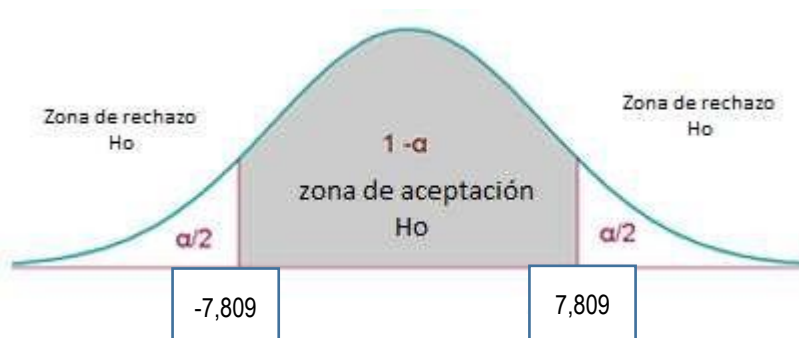 Zona de rechazo
Ho
Zona de rechazo
Ho
1 -α
zona de aceptación
Ho
α/2
α/2
-7,809
7,809